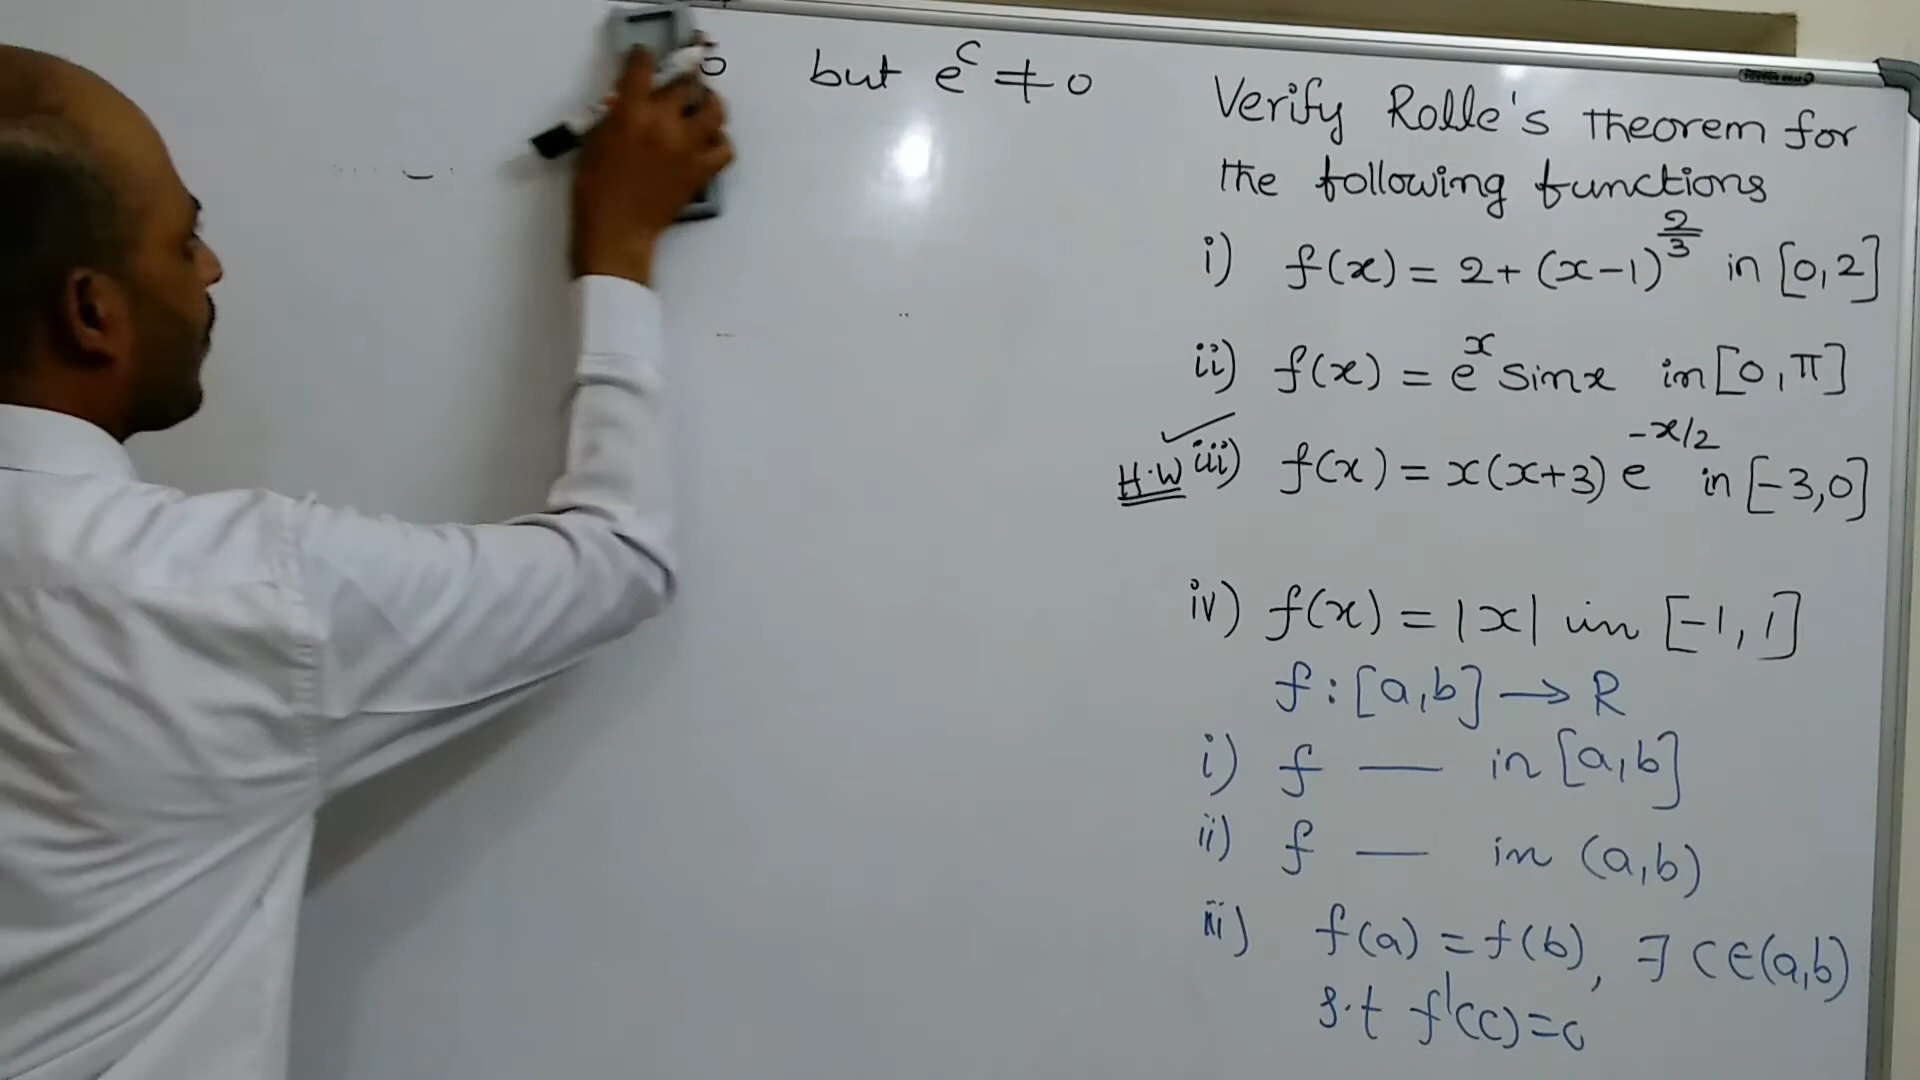 but e^c ≠ 0
Verify Rolle's theorem for
the following functions
i) f(x) = 2 + (x-1)^{2/3} in [0,2]
ii) f(x) = e^x sinx in [0,π]
H.W iii) f(x) = x(x+3) e^{-x/2} in [-3,0]
iv) f(x) = |x| in [-1,1]
f : [a,b] → R
i) f — in [a,b]
ii) f — in (a,b)
iii) f(a) = f(b), ∃ c∈(a,b)
s.t f'(c)=0